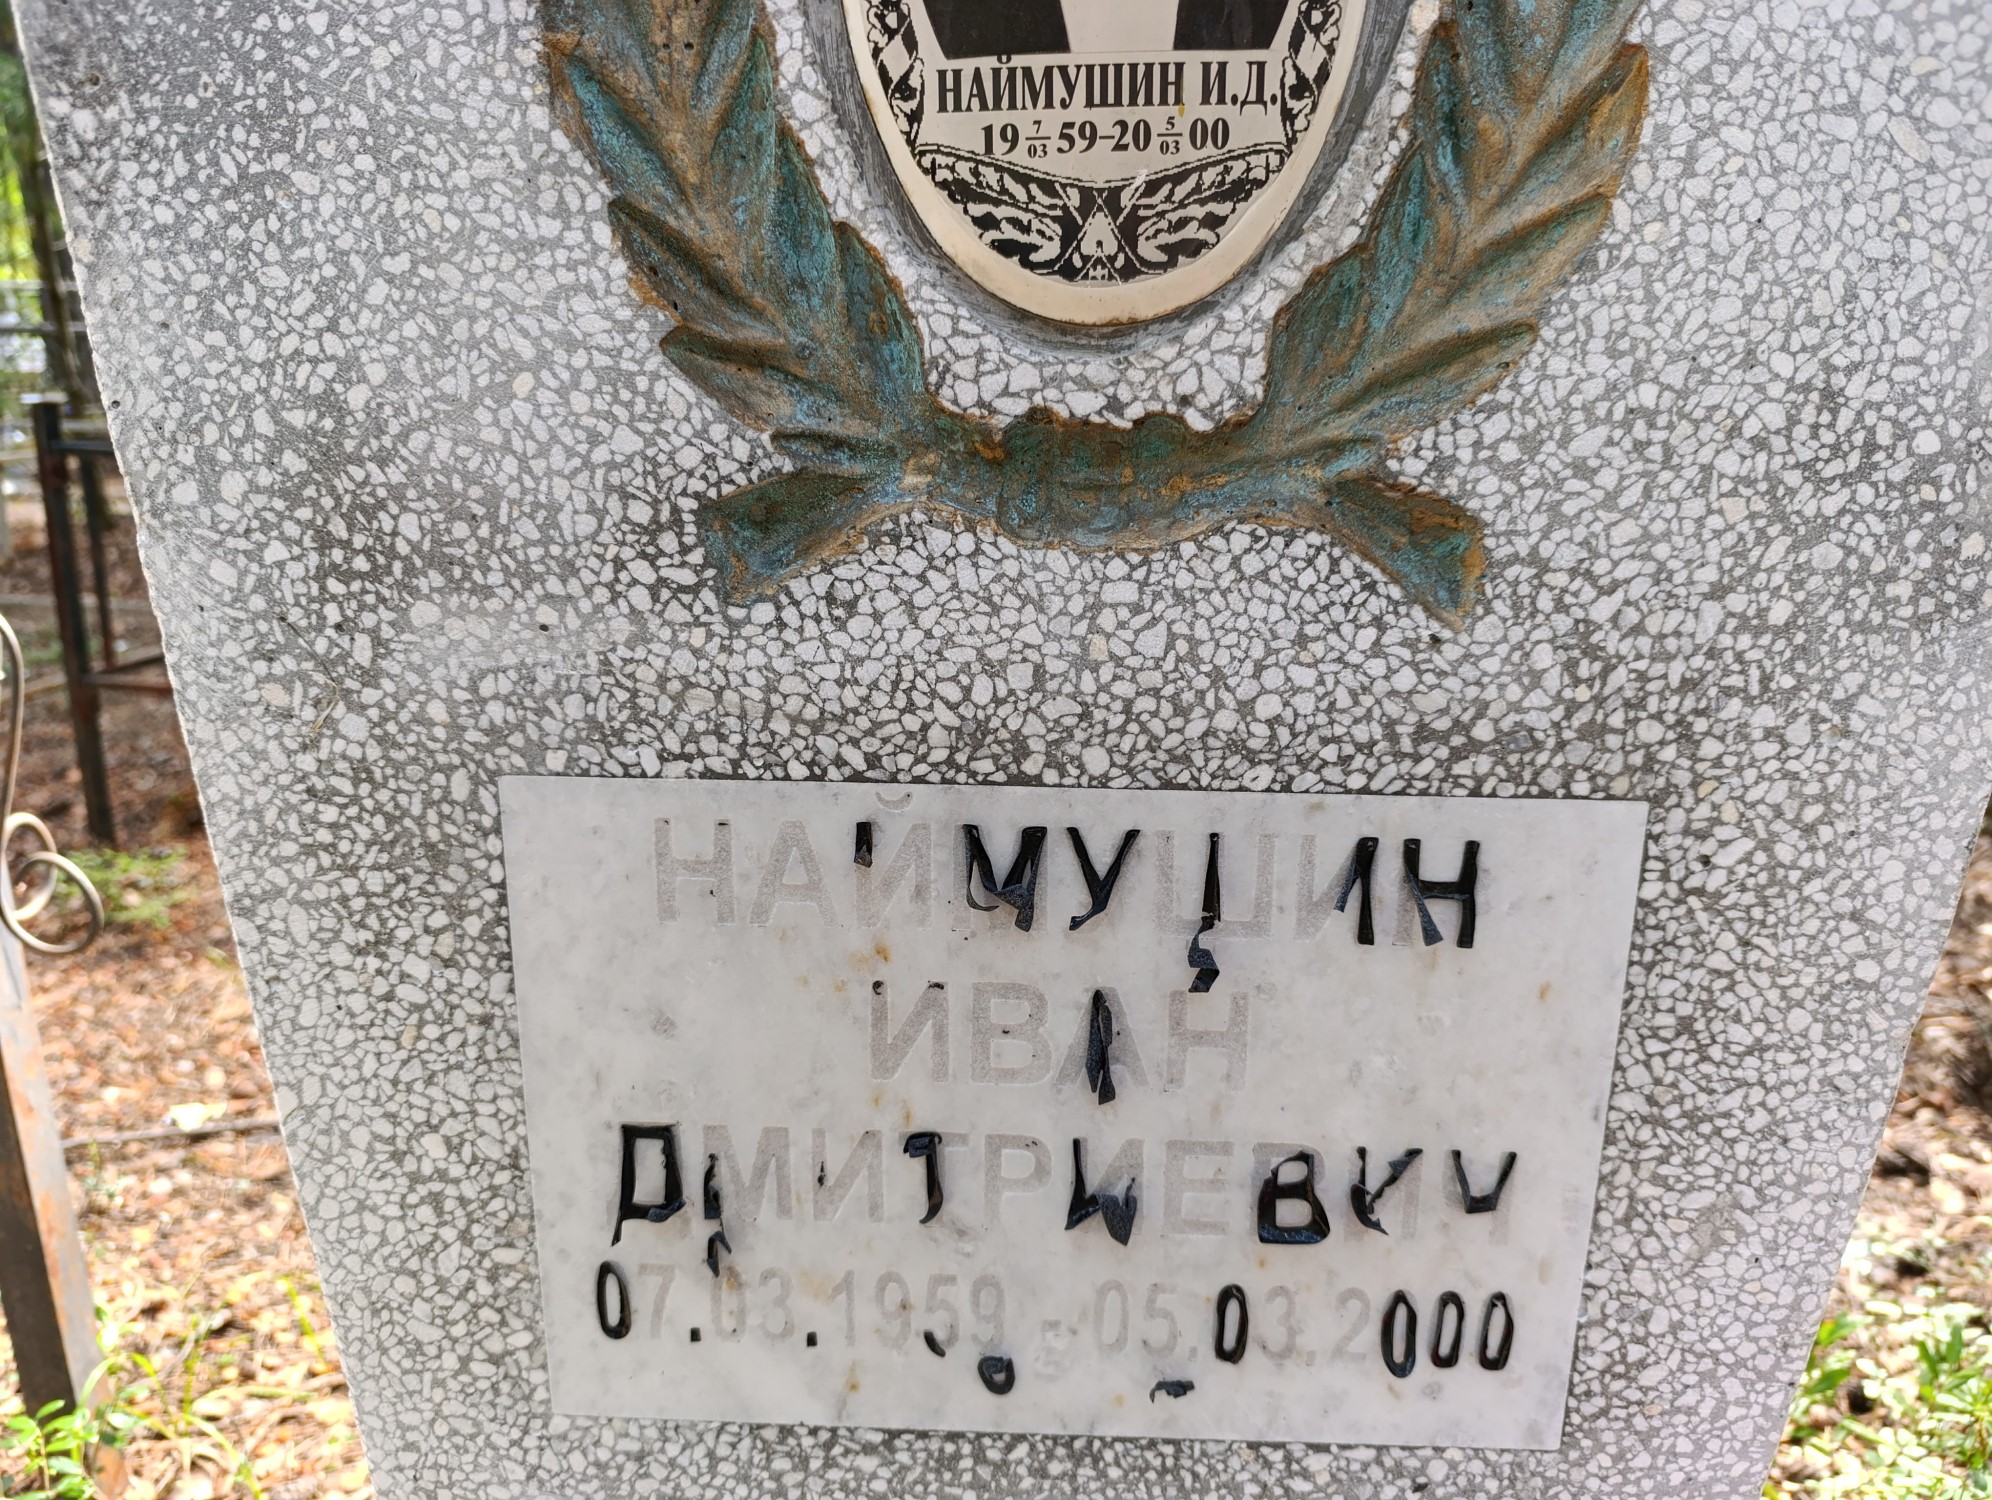 НАЙМУШИН И.Д.
19 7/03 59-20 5/03 00
НАЙМУШИН
ИВАН
ДМИТРИЕВИЧ
07.03.1959 - 05.03.2000